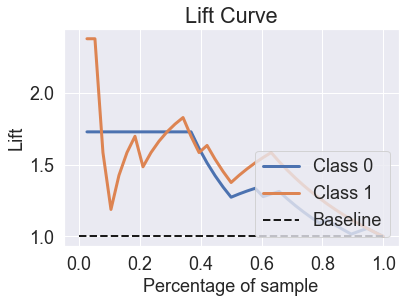 Lift Curve
Lift
2.0
1.5
1.0
Class 0
Class 1
Baseline
0.0 0.2 0.4 0.6 0.8 1.0
Percentage of sample